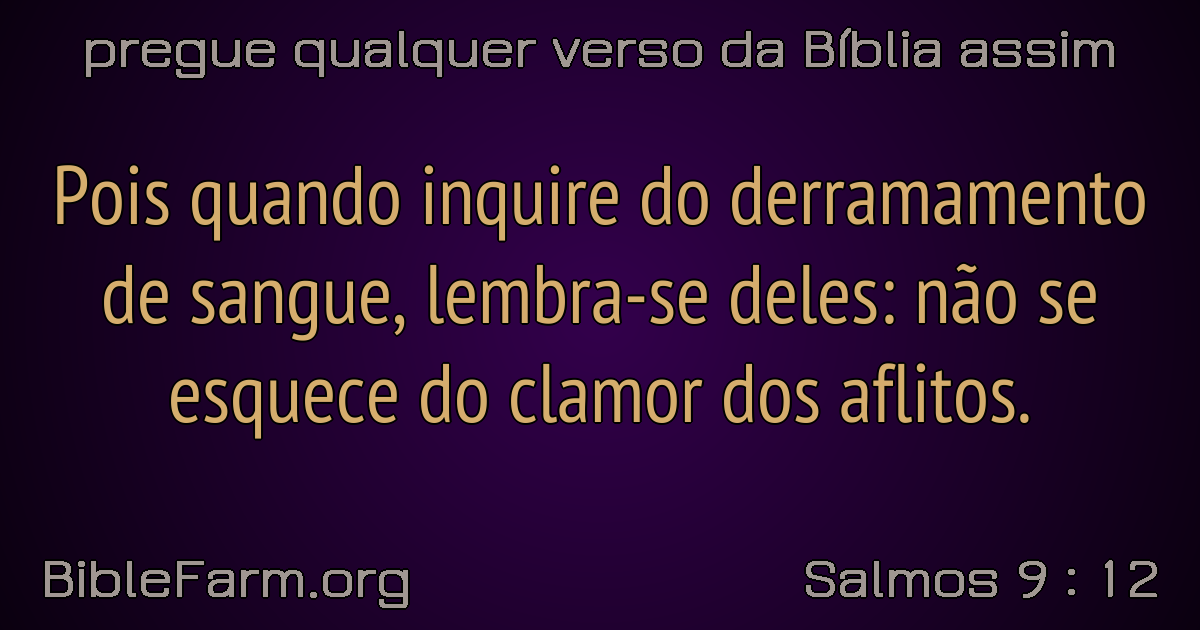 pregue qualquer verso da Bíblia assim
Pois quando inquire do derramamento
de sangue, lembra-se deles: não se
esquece do clamor dos aflitos.
BibleFarm.org
Salmos 9 : 12